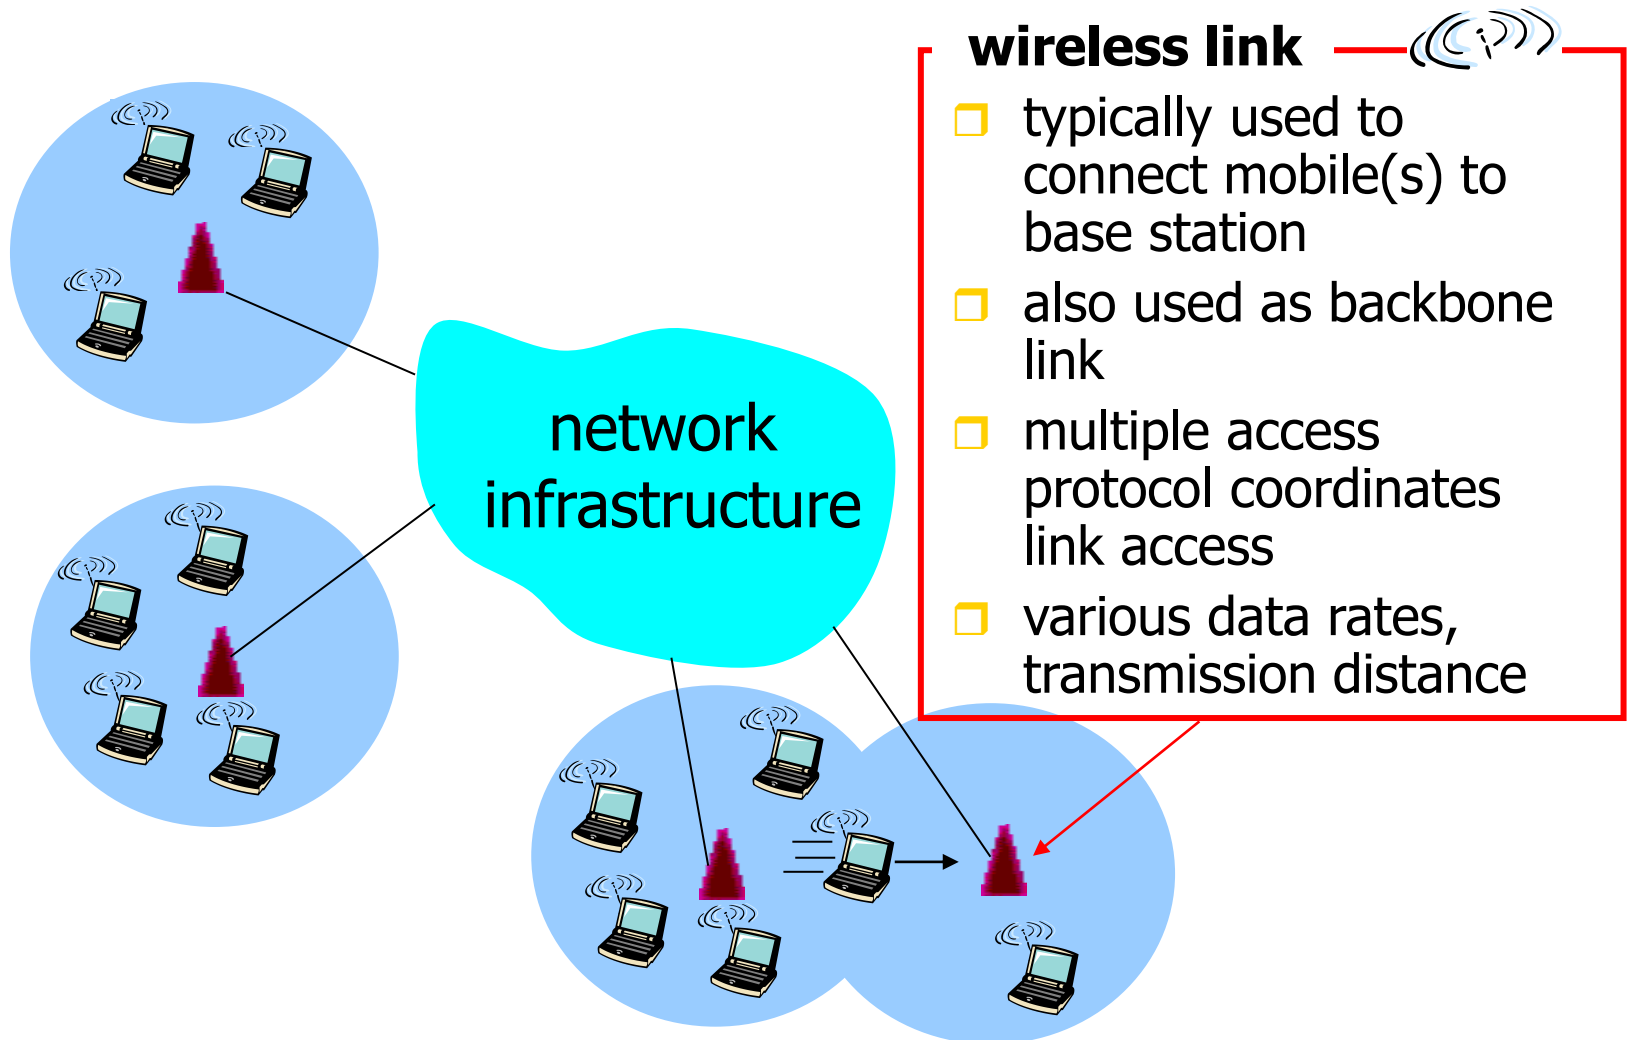 wireless link
typically used to
connect mobile(s) to
base station
also used as backbone
link
multiple access
protocol coordinates
link access
various data rates,
transmission distance
network
infrastructure